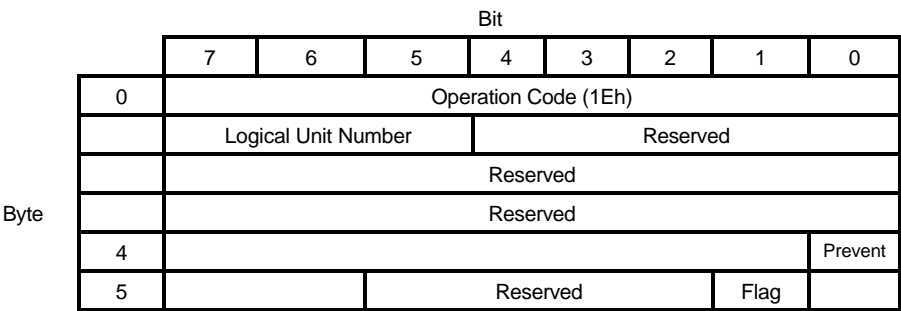 Bit
7 6 5 4 3 2 1 0
0 Operation Code (1Eh)
Logical Unit Number Reserved
Reserved
Byte Reserved
4 Prevent
5 Reserved Flag